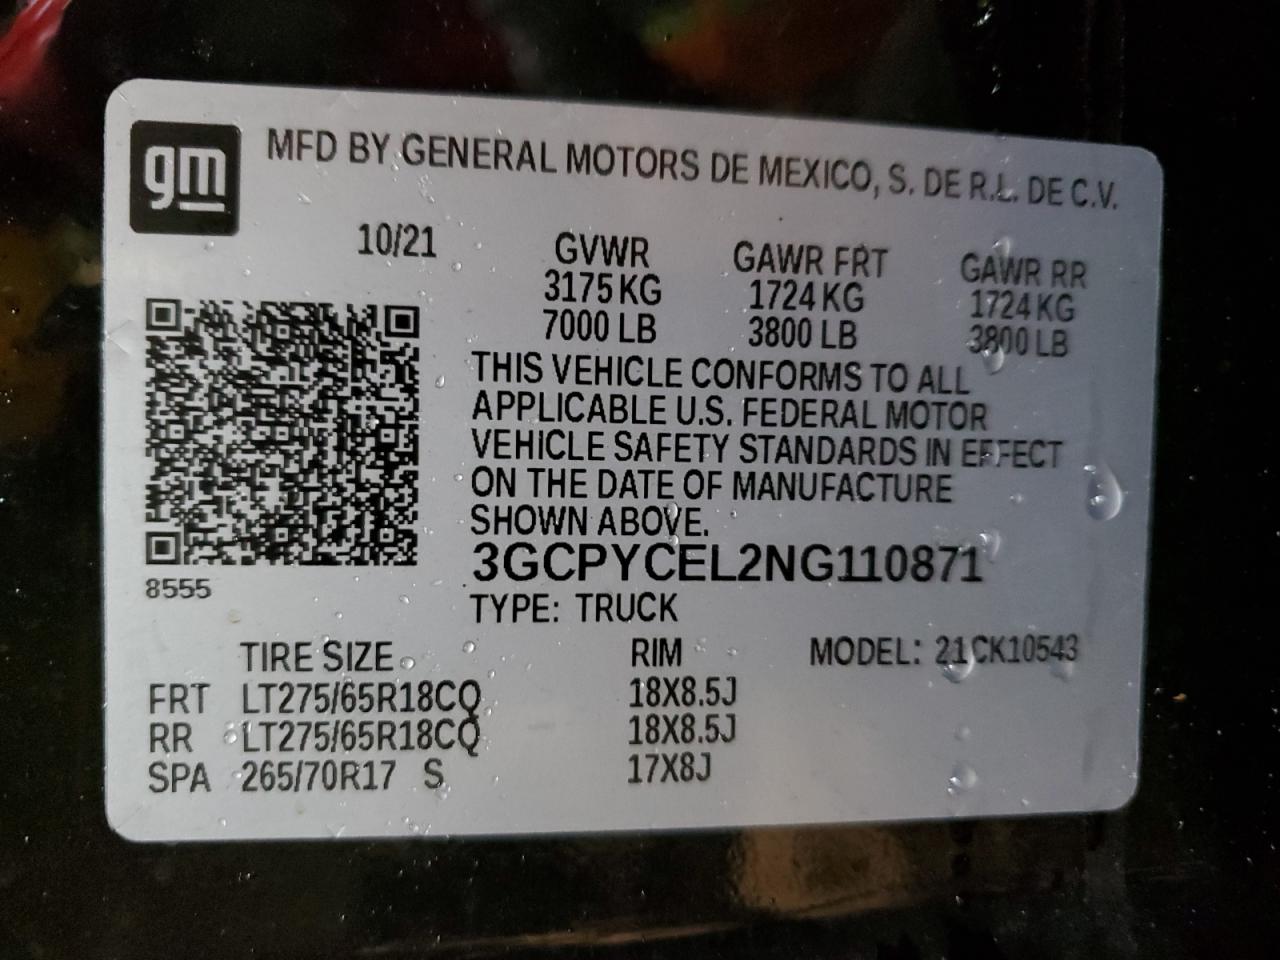 gm
MFD BY GENERAL MOTORS DE MEXICO, S. DE R.L. DE C.V.
10/21 GVWR GAWR FRT GAWR RR
3175 KG 1724 KG 1724 KG
7000 LB 3800 LB 3800 LB
THIS VEHICLE CONFORMS TO ALL
APPLICABLE U.S. FEDERAL MOTOR
VEHICLE SAFETY STANDARDS IN EFFECT
ON THE DATE OF MANUFACTURE
SHOWN ABOVE.
3GCPYCEL2NG110871
8555
TYPE: TRUCK
TIRE SIZE RIM MODEL: 21CK10543
FRT LT275/65R18CQ 18X8.5J
RR LT275/65R18CQ 18X8.5J
SPA 265/70R17 S 17X8J